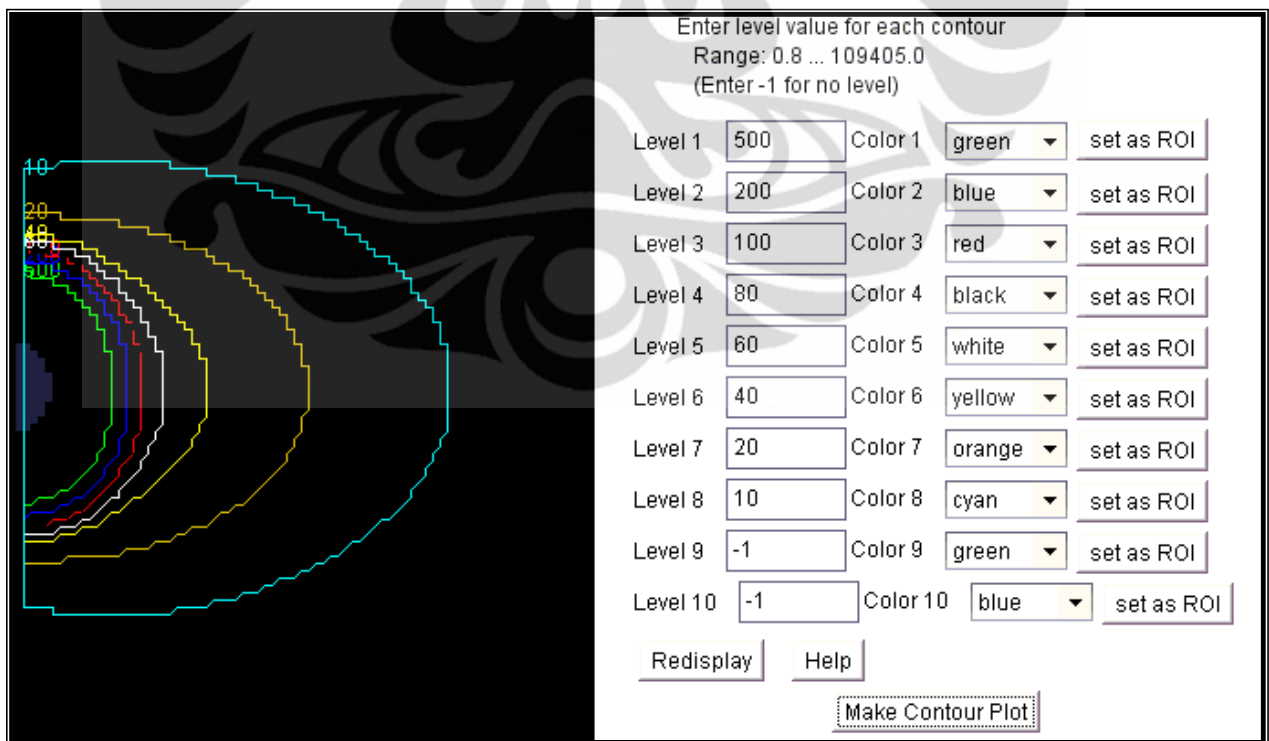 Enter level value for each contour
Range: 0.8 ... 109405.0
(Enter -1 for no level)
Level 1 500 Color 1 green set as ROI
Level 2 200 Color 2 blue set as ROI
Level 3 100 Color 3 red set as ROI
Level 4 80 Color 4 black set as ROI
Level 5 60 Color 5 white set as ROI
Level 6 40 Color 6 yellow set as ROI
Level 7 20 Color 7 orange set as ROI
Level 8 10 Color 8 cyan set as ROI
Level 9 -1 Color 9 green set as ROI
Level 10 -1 Color 10 blue set as ROI
Redisplay Help
Make Contour Plot
10
20
40
500